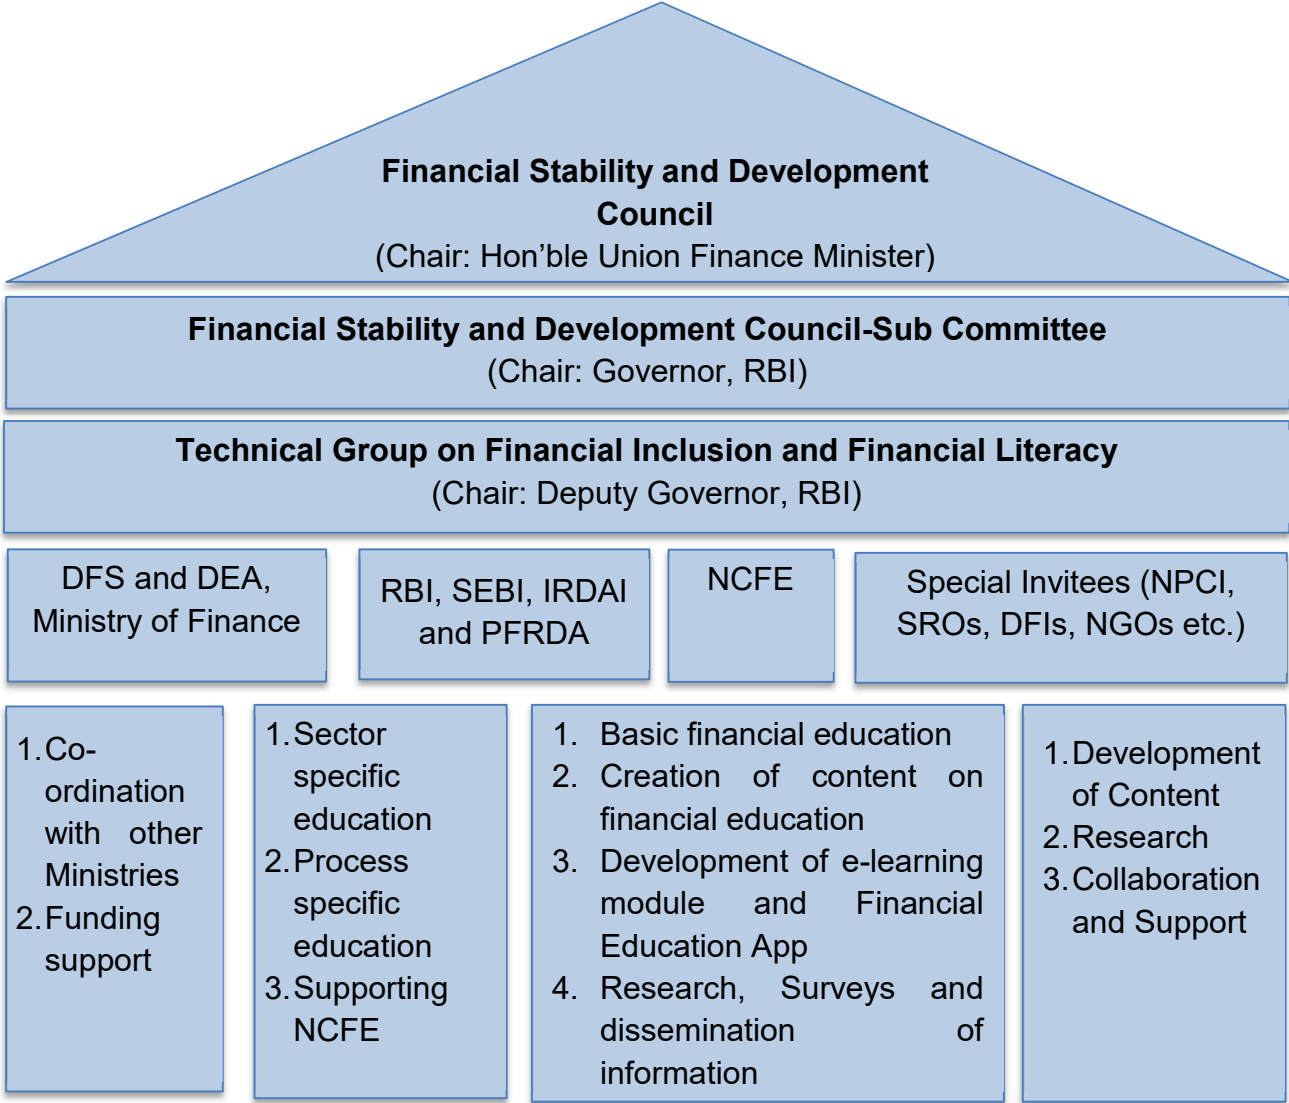 Financial Stability and Development
Council
(Chair: Hon’ble Union Finance Minister)
Financial Stability and Development Council-Sub Committee
(Chair: Governor, RBI)
Technical Group on Financial Inclusion and Financial Literacy
(Chair: Deputy Governor, RBI)
DFS and DEA,
Ministry of Finance
RBI, SEBI, IRDAI
and PFRDA
NCFE
Special Invitees (NPCI,
SROs, DFIs, NGOs etc.)
1. Co-
ordination
with other
Ministries
2. Funding
support
1. Sector
specific
education
2. Process
specific
education
3. Supporting
NCFE
1. Basic financial education
2. Creation of content on
financial education
3. Development of e-learning
module and Financial
Education App
4. Research, Surveys and
dissemination of
information
1. Development
of Content
2. Research
3. Collaboration
and Support